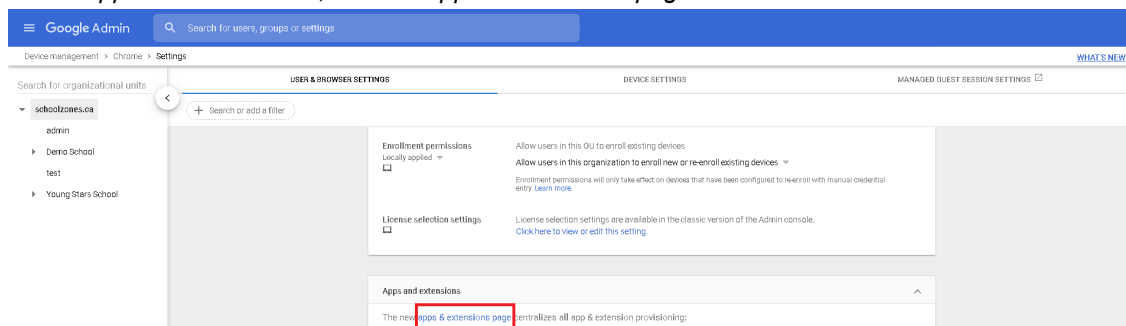 Google Admin
Search for users, groups or settings
Device management > Chrome > Settings
WHAT'S NEW
Search for organizational units
USER & BROWSER SETTINGS
DEVICE SETTINGS
MANAGED GUEST SESSION SETTINGS
schoolzones.ca
+ Search or add a filter
admin
Demo School
test
Young Stars School
Enrollment permissions
Locally applied
Allow users in this OU to enroll existing devices
Allow users in this organization to enroll new or re-enroll existing devices
Enrollment permissions will only take effect on devices that have been configured to re-enroll with manual credential
entry. Learn more.
License selection settings
License selection settings are available in the classic version of the Admin console.
Click here to view or edit this setting.
Apps and extensions
The new apps & extensions page centralizes all app & extension provisioning: